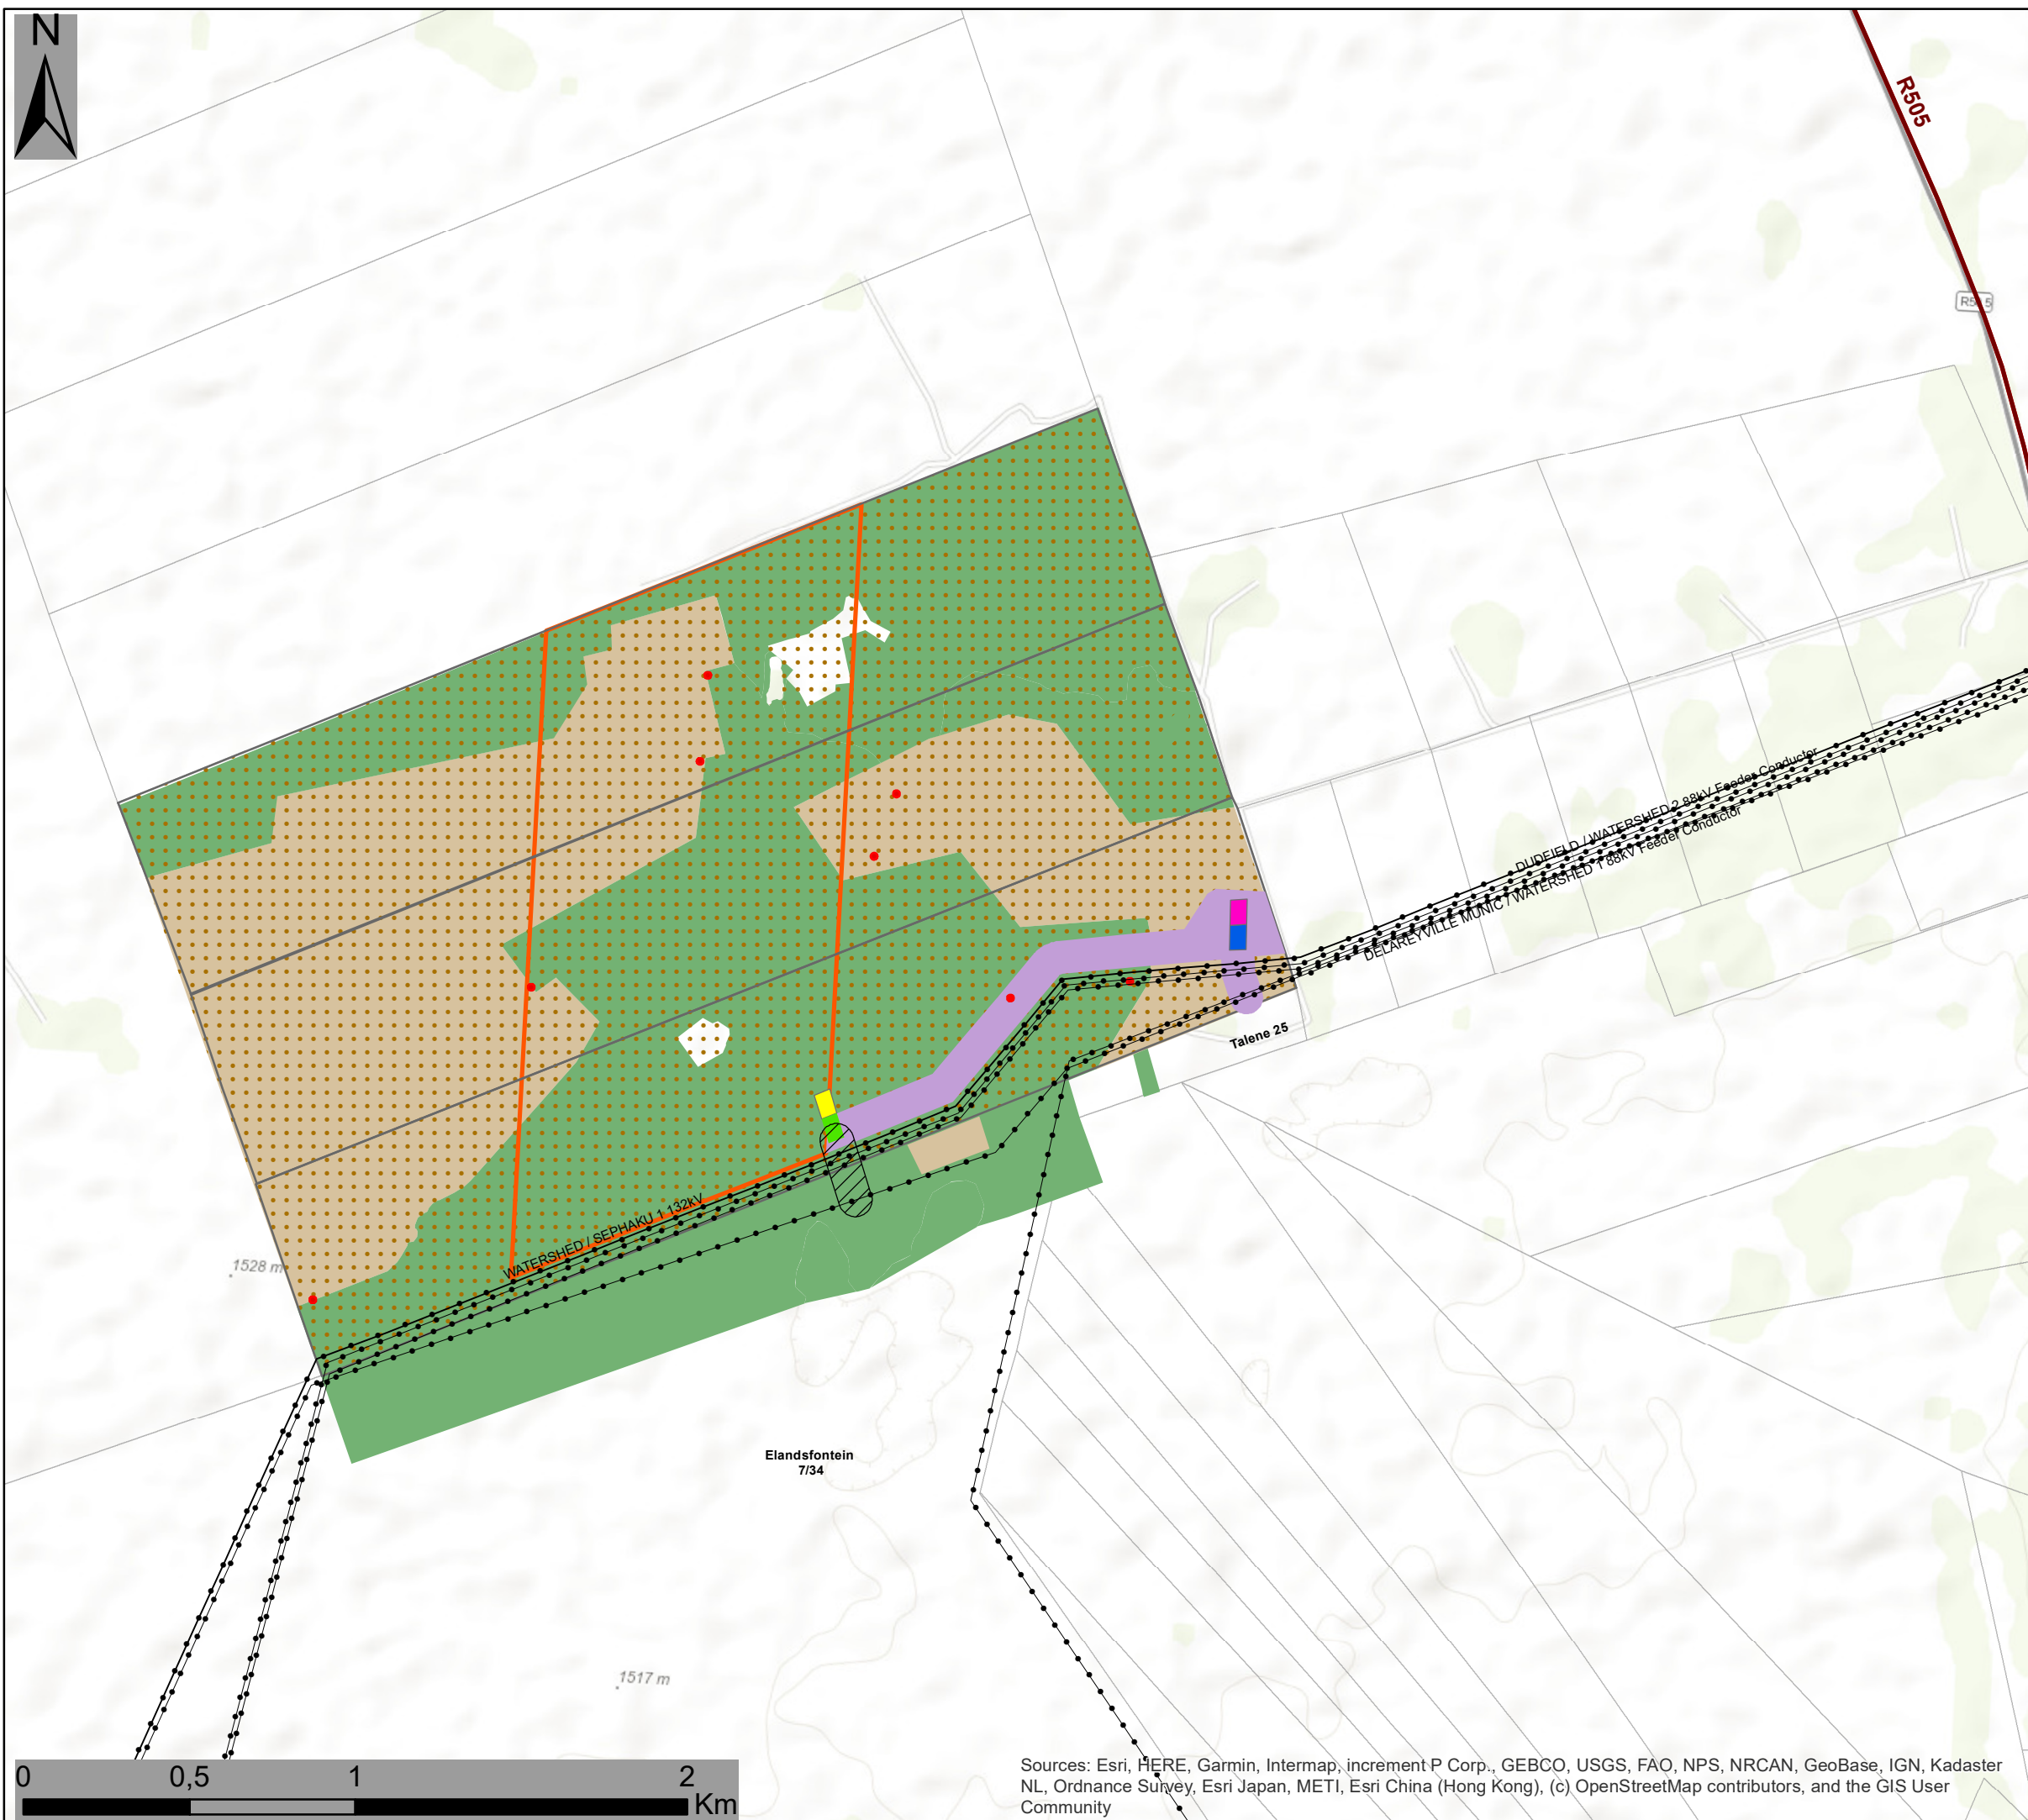 N
R505
R5 5
DUDFIELD / WATERSHED 2 88kV Feeder Conductor
DELAREYVILLE MUNIC / WATERSHED 1 88kV Feeder Conductor
Talene 25
WATERSHED / SEPHAKU 1 132kV
1528 m
Elandsfontein
7/34
1517 m
0 0,5 1 2
Km
Sources: Esri, HERE, Garmin, Intermap, increment P Corp., GEBCO, USGS, FAO, NPS, NRCAN, GeoBase, IGN, Kadaster
NL, Ordnance Survey, Esri Japan, METI, Esri China (Hong Kong), (c) OpenStreetMap contributors, and the GIS User
Community